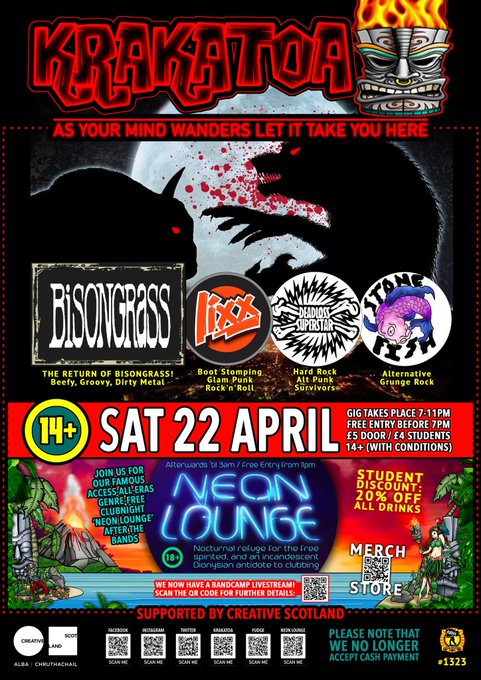 KRAKATOA
AS YOUR MIND WANDERS LET IT TAKE YOU HERE
BiSONGRaSS
lixx
DEADLOSS
SUPERSTAR
STONE
FISH
THE RETURN OF BISONGRASS!
Beefy, Groovy, Dirty Metal
Boot Stomping
Glam Punk
Rock'n'Roll
Hard Rock
Alt Punk
Survivors
Alternative
Grunge Rock
14+
SAT 22 APRIL
GIG TAKES PLACE 7-11PM
FREE ENTRY BEFORE 7PM
£5 DOOR / £4 STUDENTS
14+ (WITH CONDITIONS)
JOIN US FOR
OUR FAMOUS
ACCESS-ALL-ERAS
GENRE-FREE
CLUBNIGHT
'NEON LOUNGE'
AFTER THE
BANDS
Afterwards 'til 3am / Free Entry from 11pm
NEON
LOUNGE
18+
Nocturnal refuge for the free
spirited, and an incandescent
Dionysian antidote to clubbing
STUDENT
DISCOUNT:
20% OFF
ALL DRINKS
MERCH
STORE
WE NOW HAVE A BANDCAMP LIVESTREAM!
SCAN THE QR CODE FOR FURTHER DETAILS:
SUPPORTED BY CREATIVE SCOTLAND
CREATIVE
SCOT
LAND
ALBA | CHRUTHACHAIL
FACEBOOK
SCAN ME
INSTAGRAM
SCAN ME
TWITTER
SCAN ME
KRAKATOA
SCAN ME
FUDGE
SCAN ME
NEON LOUNGE
SCAN ME
PLEASE NOTE THAT
WE NO LONGER
ACCEPT CASH PAYMENT
#1323